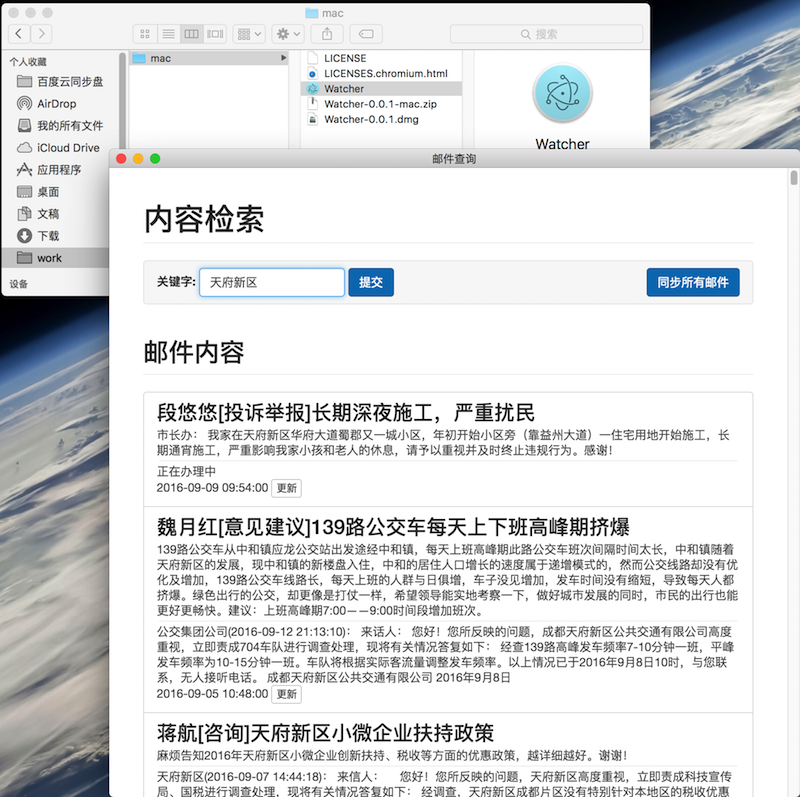 mac
搜索
个人收藏
百度云同步盘
AirDrop
我的所有文件
iCloud Drive
应用程序
桌面
文稿
下载
work
设备
mac
LICENSE
LICENSES.chromium.html
Watcher
Watcher-0.0.1-mac.zip
Watcher-0.0.1.dmg
Watcher
邮件查询
内容检索
关键字: 天府新区 提交 同步所有邮件
邮件内容
段悠悠[投诉举报]长期深夜施工，严重扰民
市长办： 我家在天府新区华府大道蜀郡又一城小区，年初开始小区旁（靠益州大道）一住宅用地开始施工，长
期通宵施工，严重影响我家小孩和老人的休息，请予以重视并及时终止违规行为。感谢!
正在办理中
2016-09-09 09:54:00 更新
魏月红[意见建议]139路公交车每天上下班高峰期挤爆
139路公交车从中和镇应龙公交站出发途经中和镇，每天上班高峰期此路公交车班次间隔时间太长，中和镇随着
天府新区的发展，现中和镇的新楼盘入住，中和的居住人口增长的速度属于递增模式的，然而公交线路却没有优
化及增加，139路公交车线路长，每天上班的人群与日俱增，车子没见增加，发车时间没有缩短，导致每天人都
挤爆。绿色出行的公交，却更像是打仗一样，希望领导能实地考察一下，做好城市发展的同时，市民的出行也能
更好更畅快。建议：上班高峰期7:00——9:00时间段增加班次。
公交集团公司(2016-09-12 21:13:10)： 来话人： 您好！您所反映的问题，成都天府新区公共交通有限公司高度
重视，立即责成704车队进行调查处理，现将有关情况答复如下： 经查139路高峰发车频率7-10分钟一班，平峰
发车频率为10-15分钟一班。车队将根据实际客流量调整发车频率。以上情况已于2016年9月8日10时，与您联
系，无人接听电话。 成都天府新区公共交通有限公司 2016年9月8日
2016-09-05 10:48:00 更新
蒋航[咨询]天府新区小微企业扶持政策
麻烦告知2016年天府新区小微企业创新扶持、税收等方面的优惠政策，越详细越好。谢谢!
天府新区(2016-09-07 14:44:18)： 来信人： 您好！您所反映的问题，天府新区高度重视，立即责成科技宣传
局、国税进行调查处理，现将有关情况答复如下： 经调查，天府新区成都片区没有特别针对本地区的税收优惠